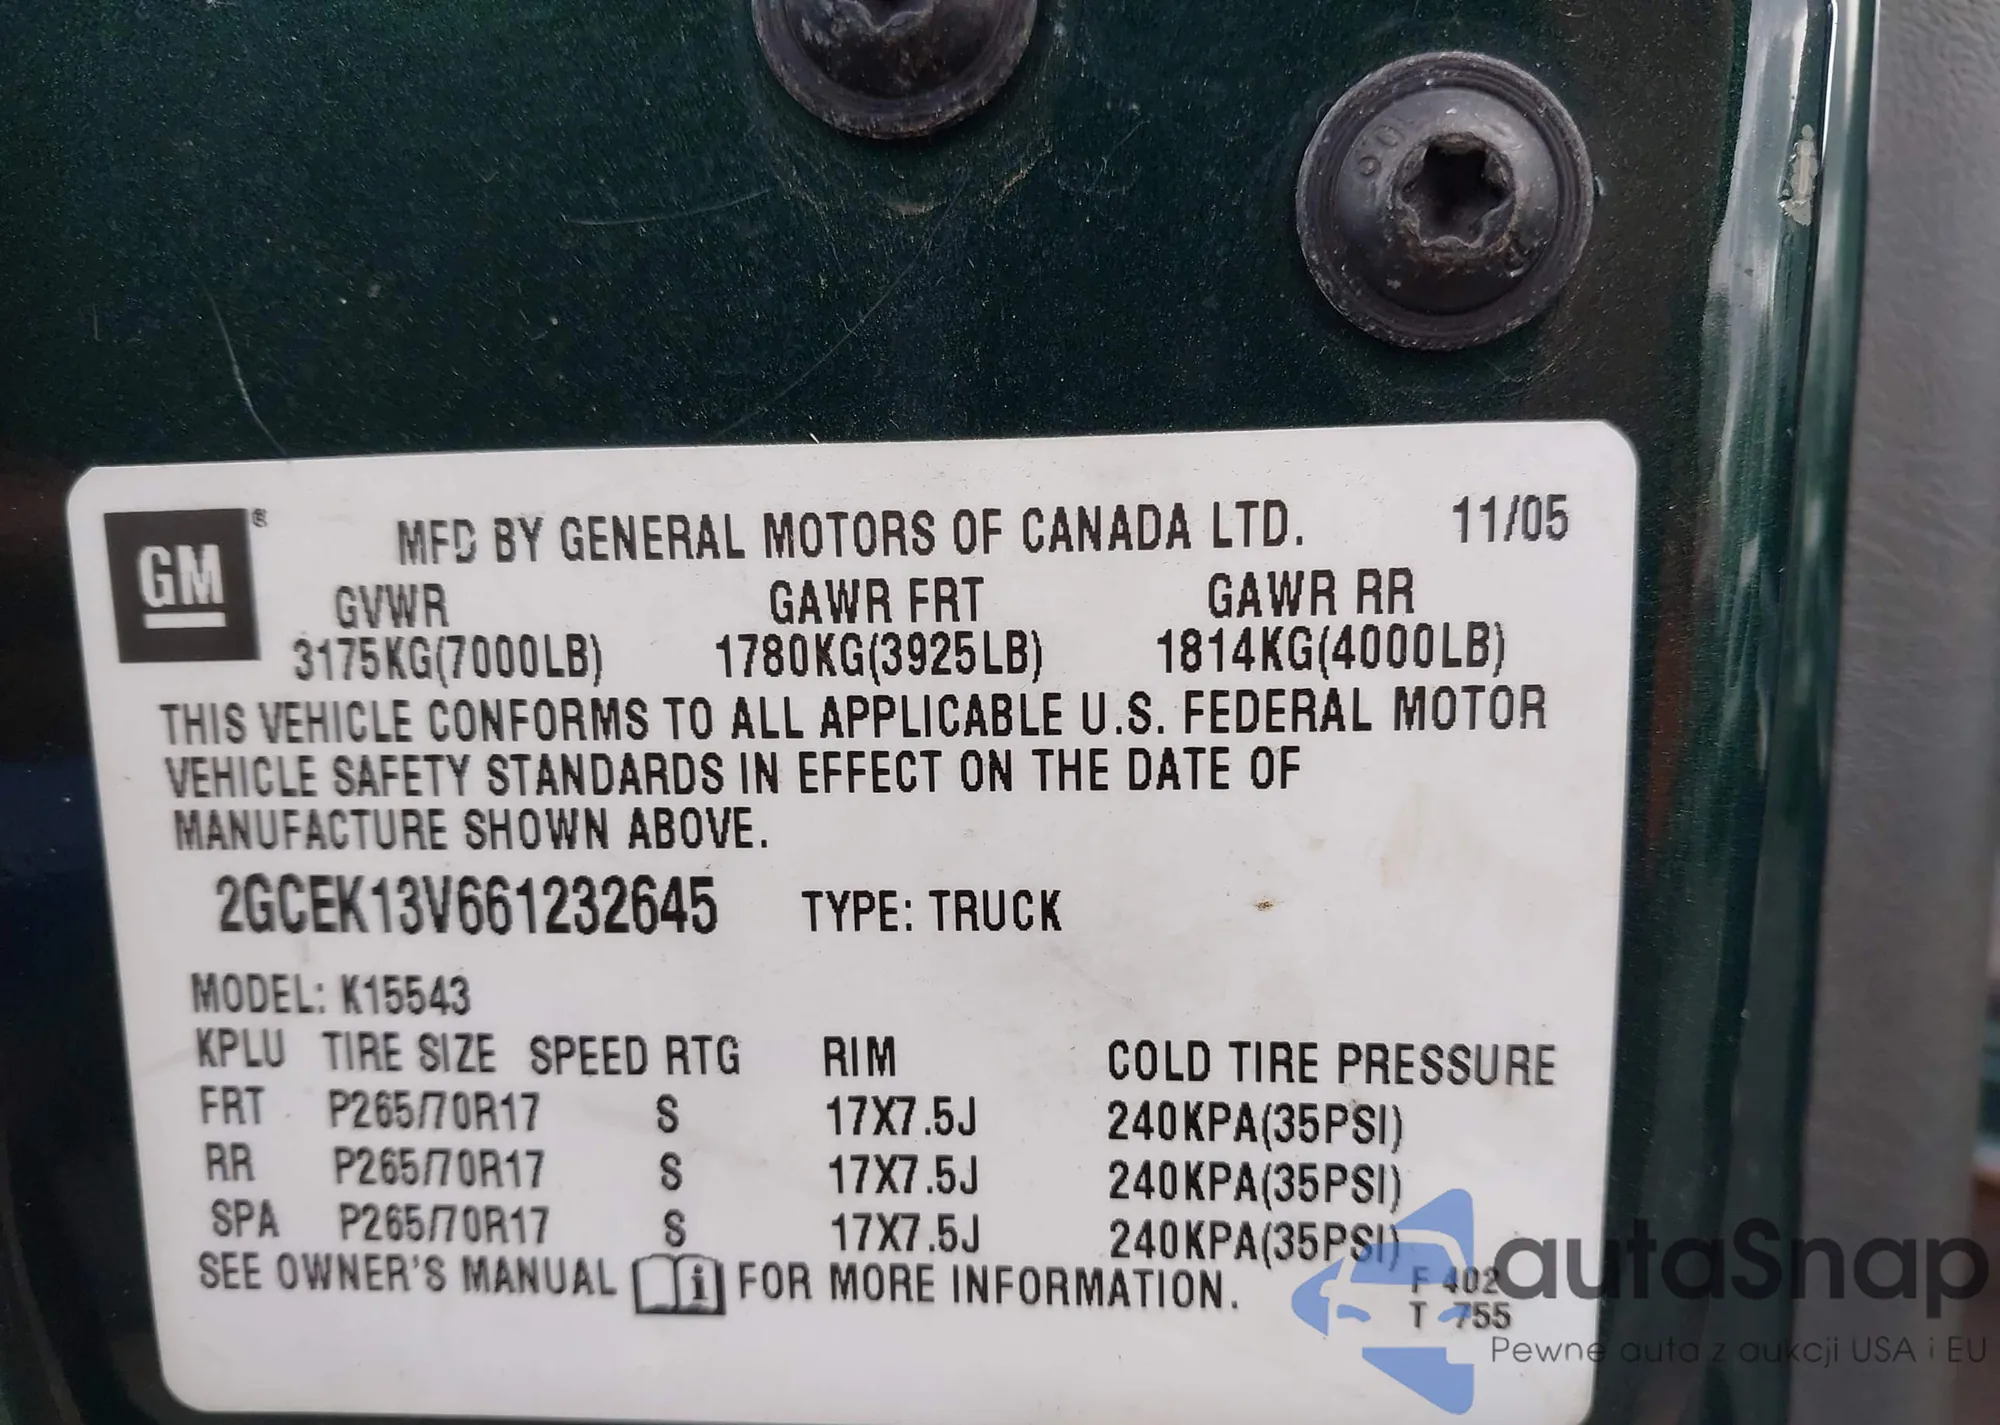 GM®
MFD BY GENERAL MOTORS OF CANADA LTD. 11/05
GVWR GAWR FRT GAWR RR
3175KG(7000LB) 1780KG(3925LB) 1814KG(4000LB)
THIS VEHICLE CONFORMS TO ALL APPLICABLE U.S. FEDERAL MOTOR
VEHICLE SAFETY STANDARDS IN EFFECT ON THE DATE OF
MANUFACTURE SHOWN ABOVE.
2GCEK13V661232645 TYPE: TRUCK
MODEL: K15543
KPLU TIRE SIZE SPEED RTG RIM COLD TIRE PRESSURE
FRT P265/70R17 S 17X7.5J 240KPA(35PSI)
RR P265/70R17 S 17X7.5J 240KPA(35PSI)
SPA P265/70R17 S 17X7.5J 240KPA(35PSI)
SEE OWNER'S MANUAL i FOR MORE INFORMATION.
F 402
T 755
autaSnap
Pewne auta z aukcji USA i EU